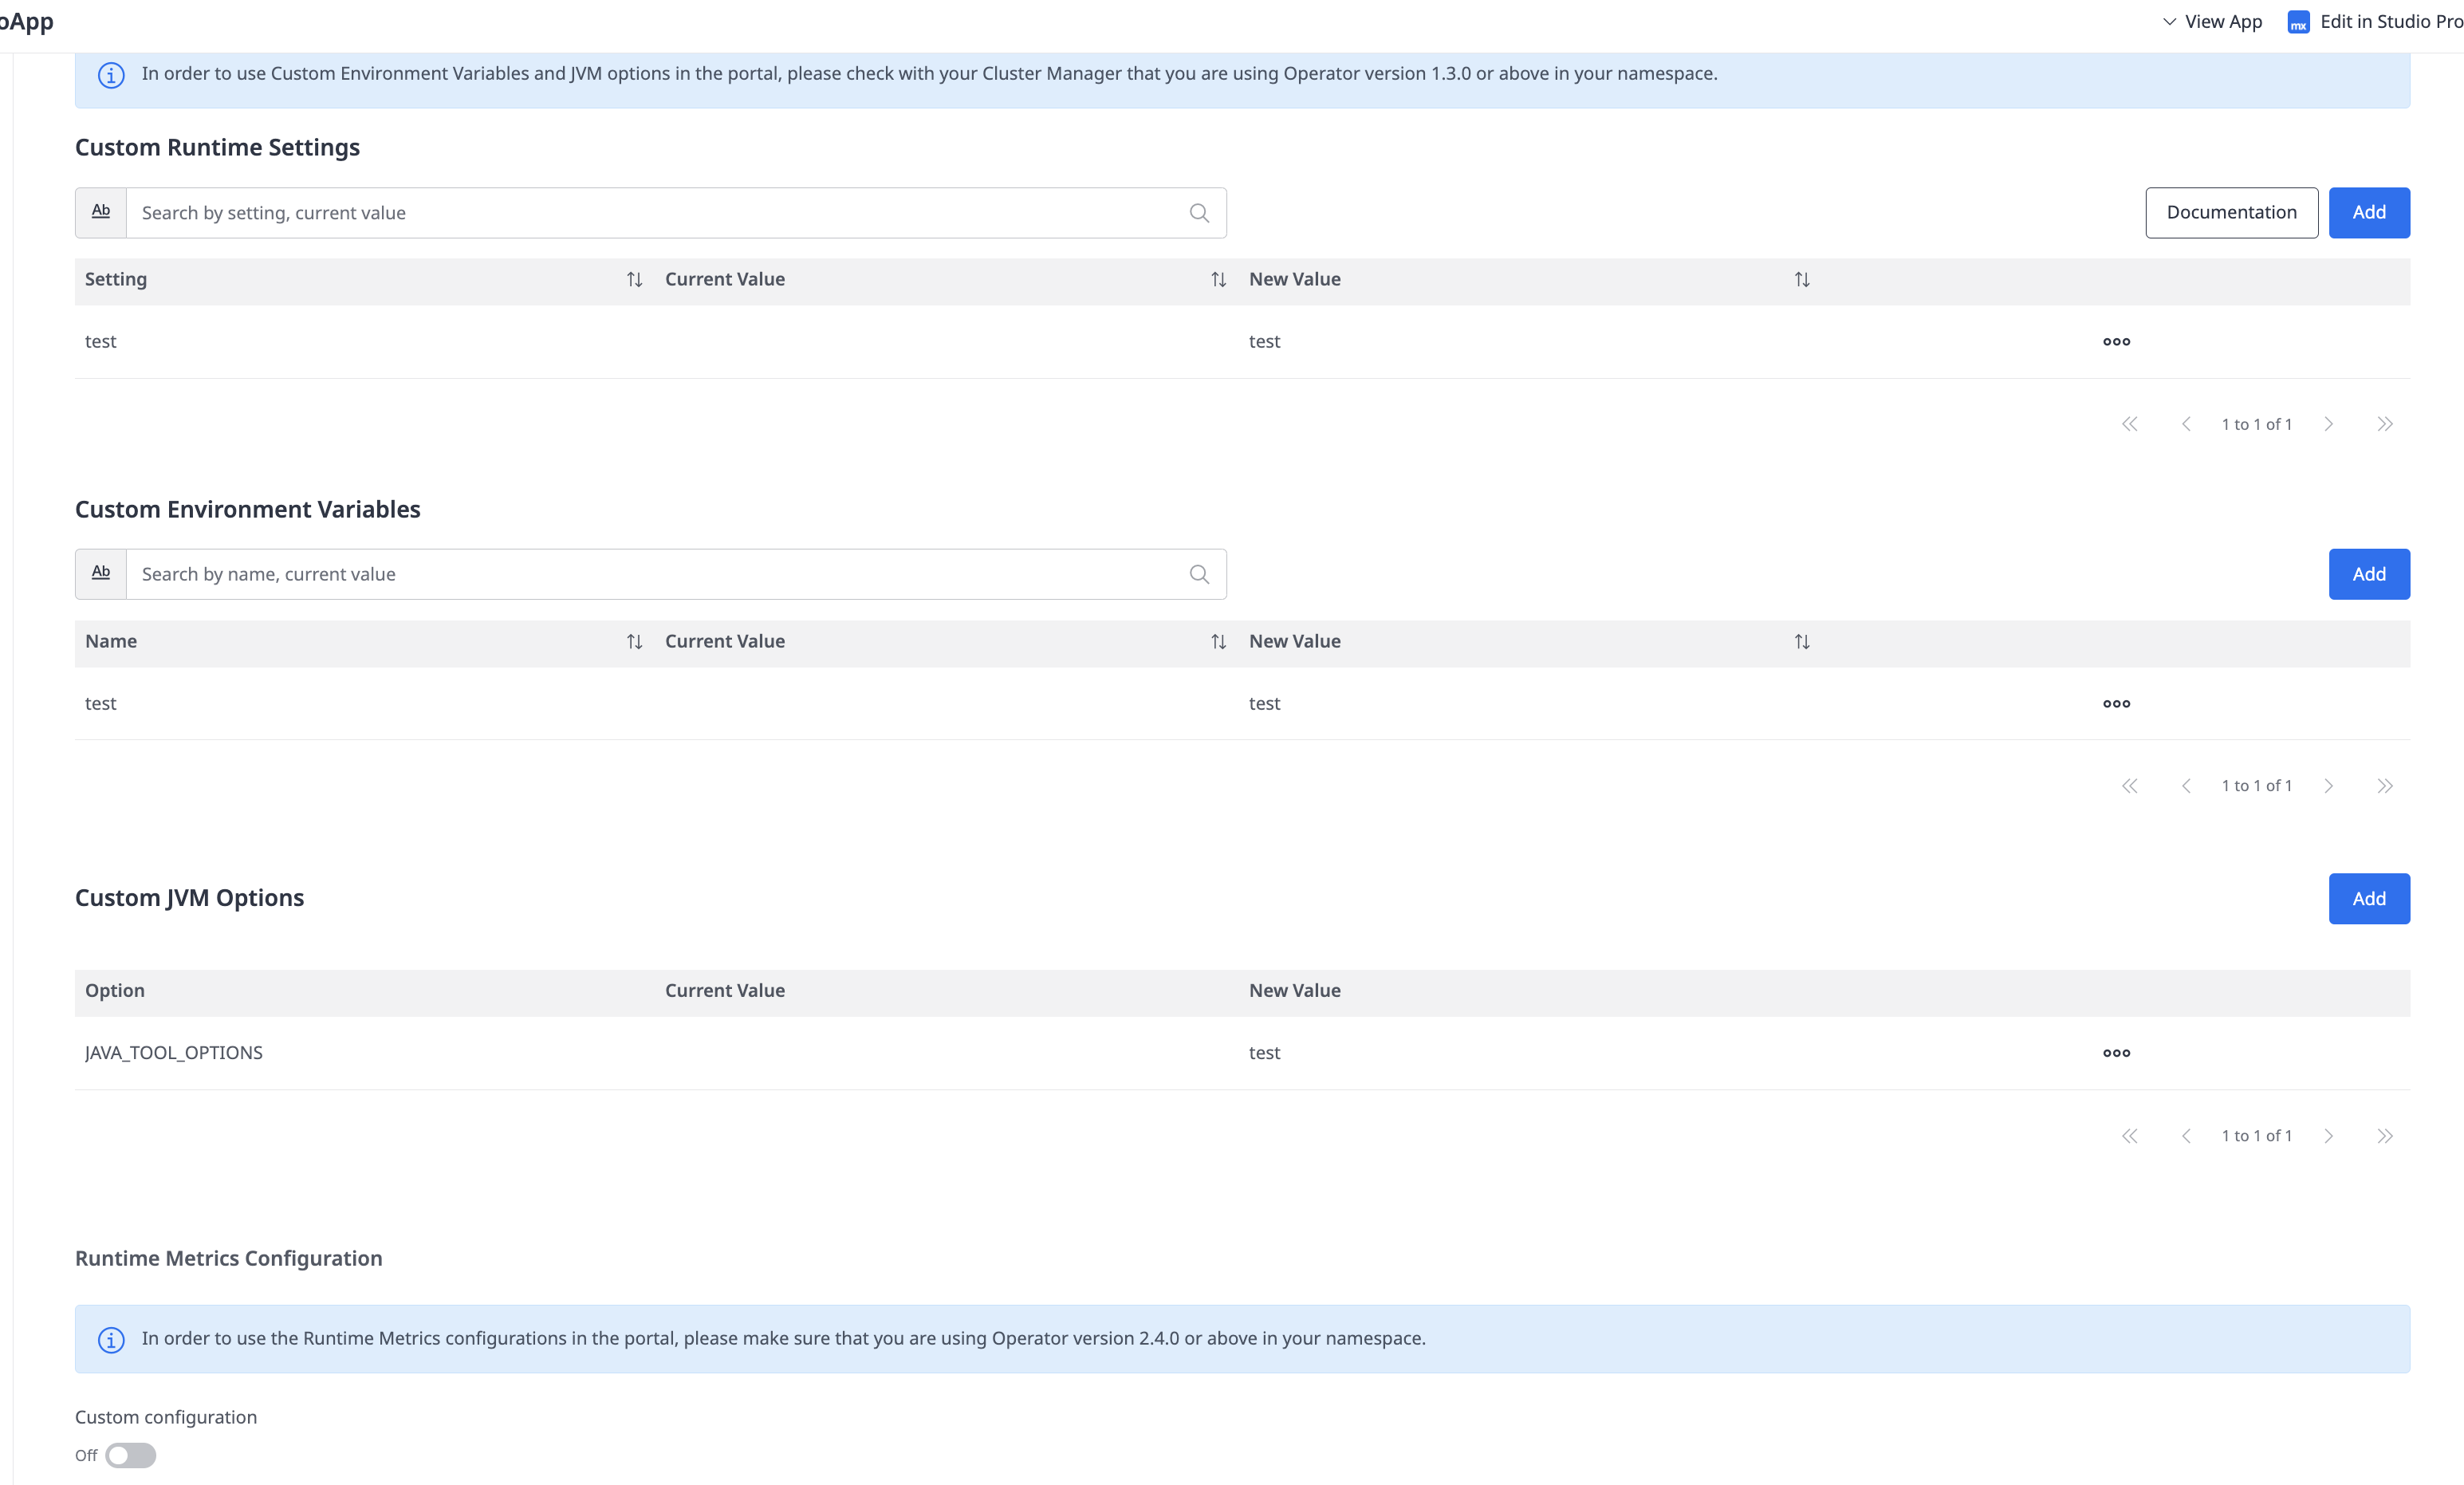 oApp
View App
mx
Edit in Studio Pro
In order to use Custom Environment Variables and JVM options in the portal, please check with your Cluster Manager that you are using Operator version 1.3.0 or above in your namespace.
Custom Runtime Settings
Ab
Search by setting, current value
Documentation
Add
Setting Current Value New Value
test test
1 to 1 of 1
Custom Environment Variables
Ab
Search by name, current value
Add
Name Current Value New Value
test test
1 to 1 of 1
Custom JVM Options
Add
Option Current Value New Value
JAVA_TOOL_OPTIONS test
1 to 1 of 1
Runtime Metrics Configuration
In order to use the Runtime Metrics configurations in the portal, please make sure that you are using Operator version 2.4.0 or above in your namespace.
Custom configuration
Off